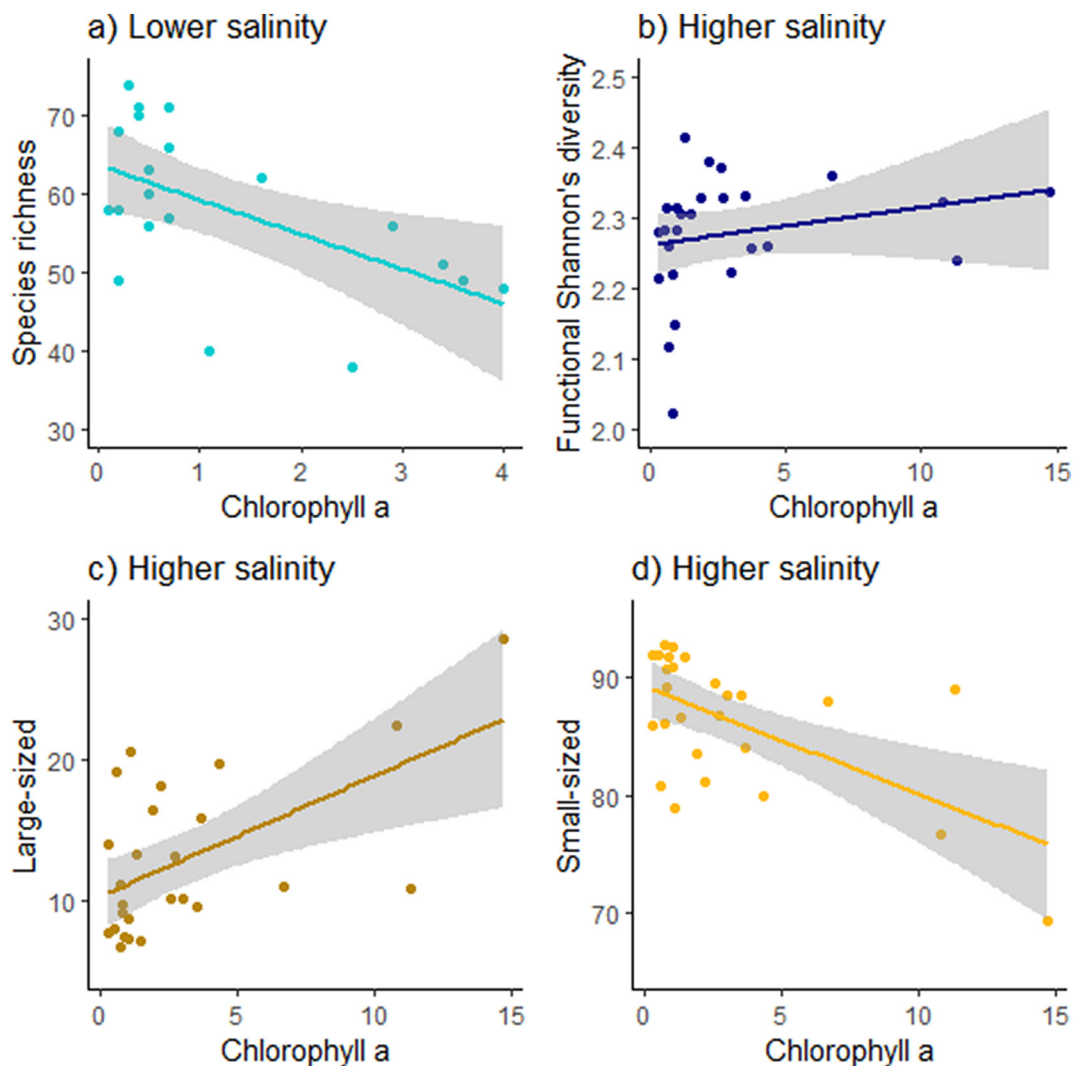 a) Lower salinity
Species richness
70
60
50
40
30
0 1 2 3 4
Chlorophyll a
b) Higher salinity
Functional Shannon's diversity
2.5
2.4
2.3
2.2
2.1
2.0
0 5 10 15
Chlorophyll a
c) Higher salinity
Large-sized
30
20
10
0 5 10 15
Chlorophyll a
d) Higher salinity
Small-sized
90
80
70
0 5 10 15
Chlorophyll a